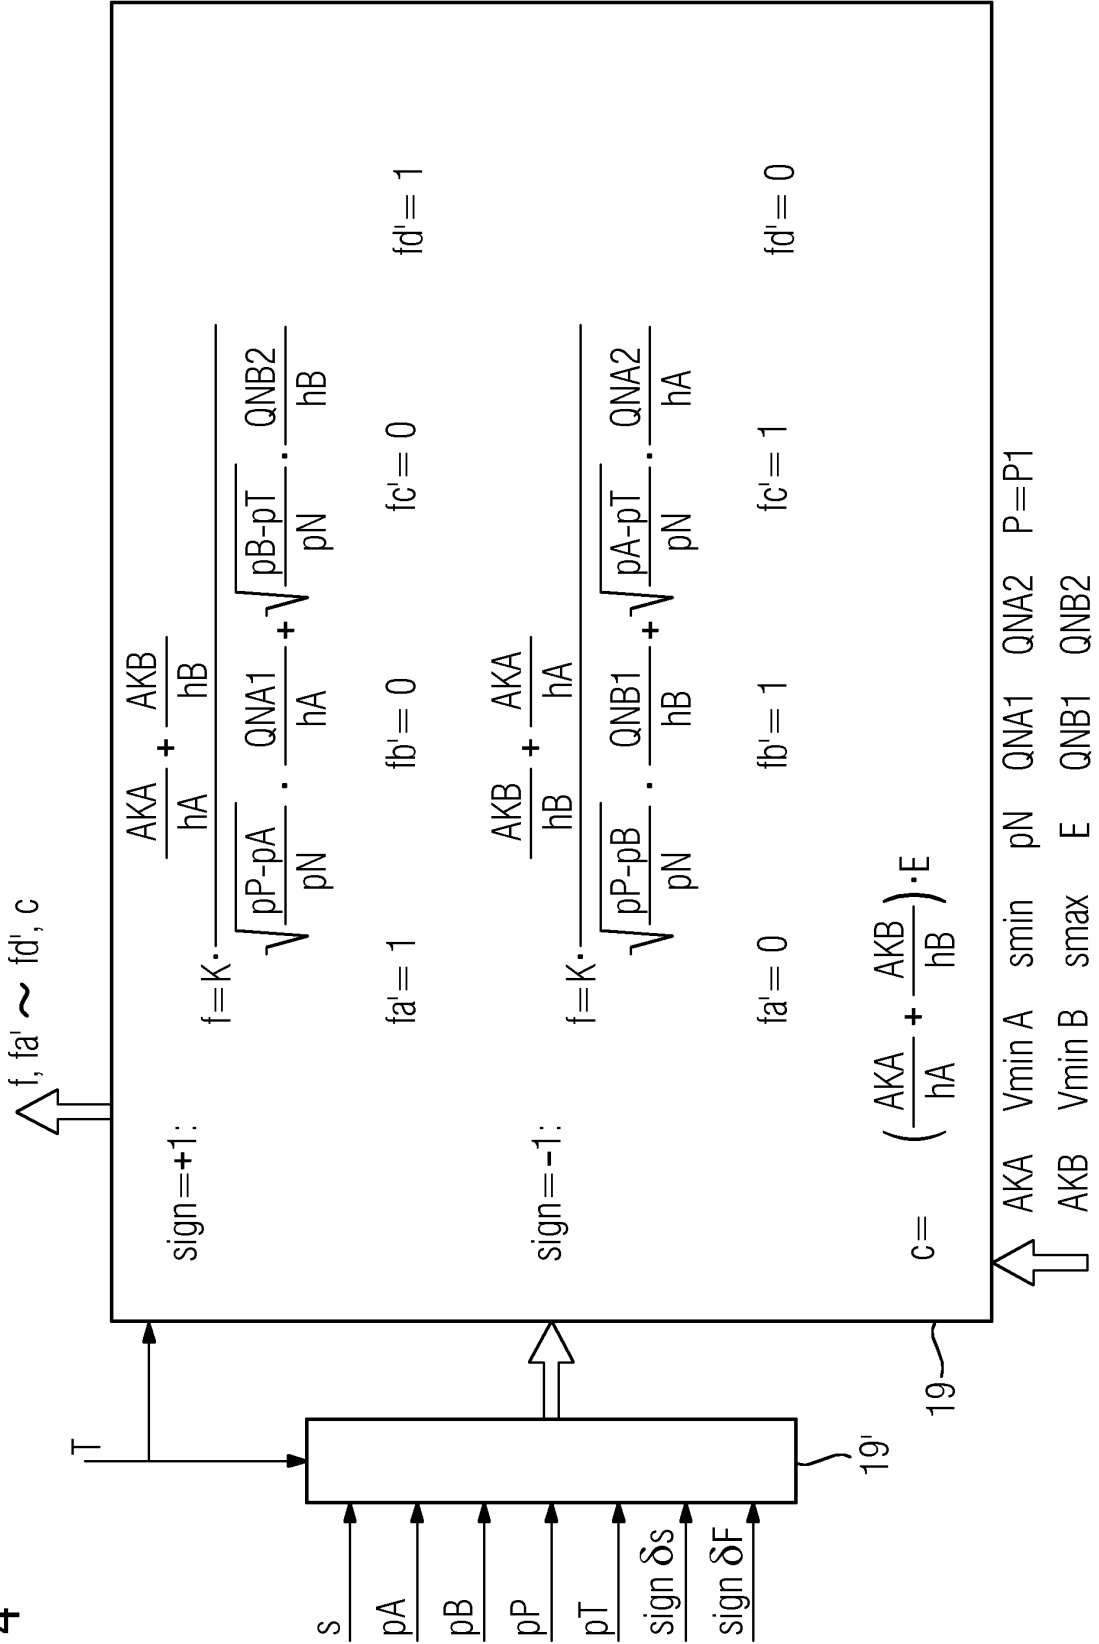 4
f, fa' ~ fd', c
T
s
pA
pB
pP
pT
sign δs
sign δF
19'
19
sign=+1:
AKA + AKB
hA hB
f=K·
√ pP-pA · QNA1 + √ pB-pT · QNB2
pN hA pN hB
fa'= 1 fb'= 0 fc'= 0 fd'= 1
sign=-1:
AKB + AKA
hB hA
f=K·
√ pP-pB · QNB1 + √ pA-pT · QNA2
pN hB pN hA
fa'= 0 fb'= 1 fc'= 1 fd'= 0
c= ( AKA + AKB ) ·E
hA hB
AKA Vmin A smin pN QNA1 QNA2 P=P1
AKB Vmin B smax E QNB1 QNB2